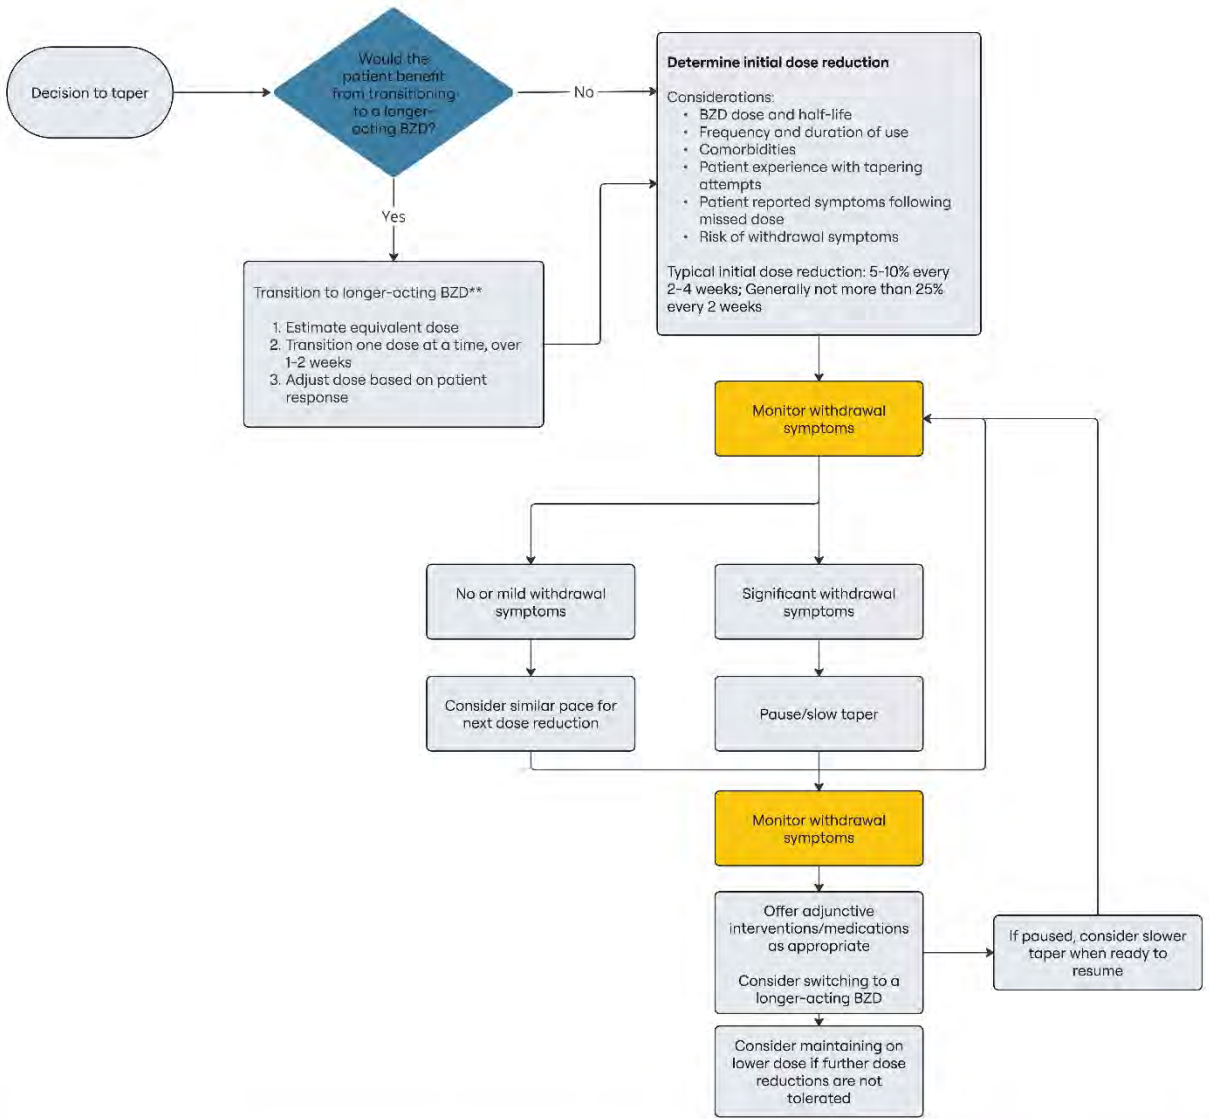 Decision to taper
Would the
patient benefit
from transitioning
to a longer-
acting BZD?
No
Yes
Transition to longer-acting BZD**
1. Estimate equivalent dose
2. Transition one dose at a time, over
1-2 weeks
3. Adjust dose based on patient
response
Determine initial dose reduction
Considerations:
• BZD dose and half-life
• Frequency and duration of use
• Comorbidities
• Patient experience with tapering
attempts
• Patient reported symptoms following
missed dose
• Risk of withdrawal symptoms
Typical initial dose reduction: 5-10% every
2-4 weeks; Generally not more than 25%
every 2 weeks
Monitor withdrawal
symptoms
No or mild withdrawal
symptoms
Significant withdrawal
symptoms
Consider similar pace for
next dose reduction
Pause/slow taper
Monitor withdrawal
symptoms
Offer adjunctive
interventions/medications
as appropriate
Consider switching to a
longer-acting BZD
If paused, consider slower
taper when ready to
resume
Consider maintaining on
lower dose if further dose
reductions are not
tolerated